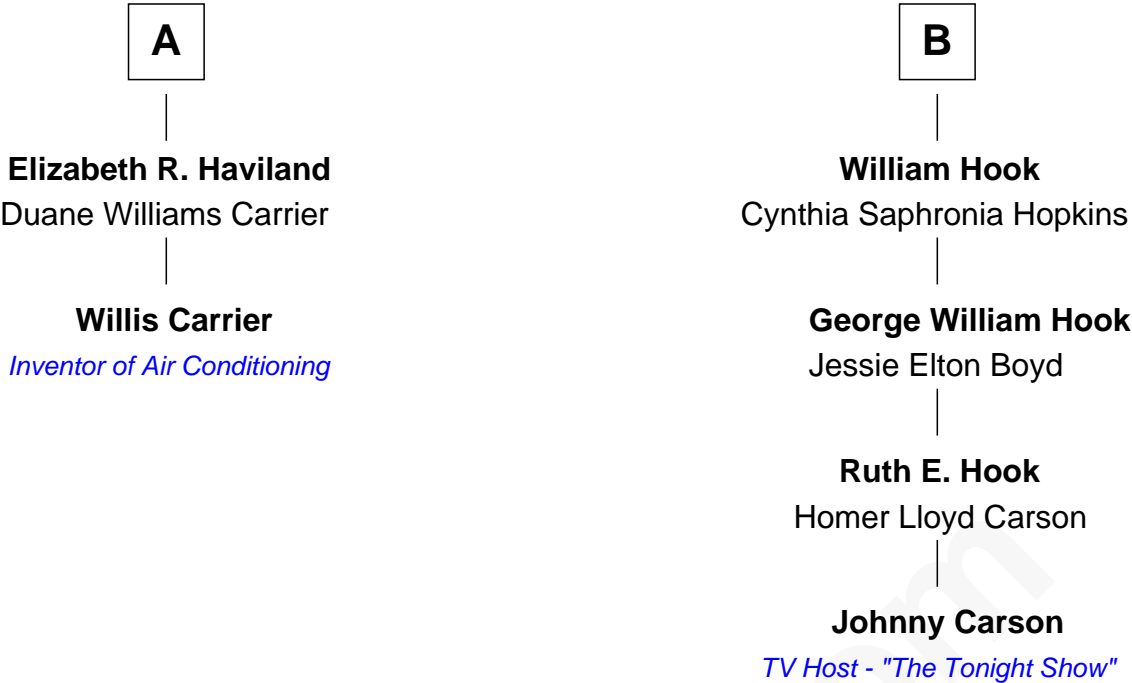 A
Elizabeth R. Haviland
Duane Williams Carrier
Willis Carrier
Inventor of Air Conditioning
B
William Hook
Cynthia Saphronia Hopkins
George William Hook
Jessie Elton Boyd
Ruth E. Hook
Homer Lloyd Carson
Johnny Carson
TV Host - "The Tonight Show"